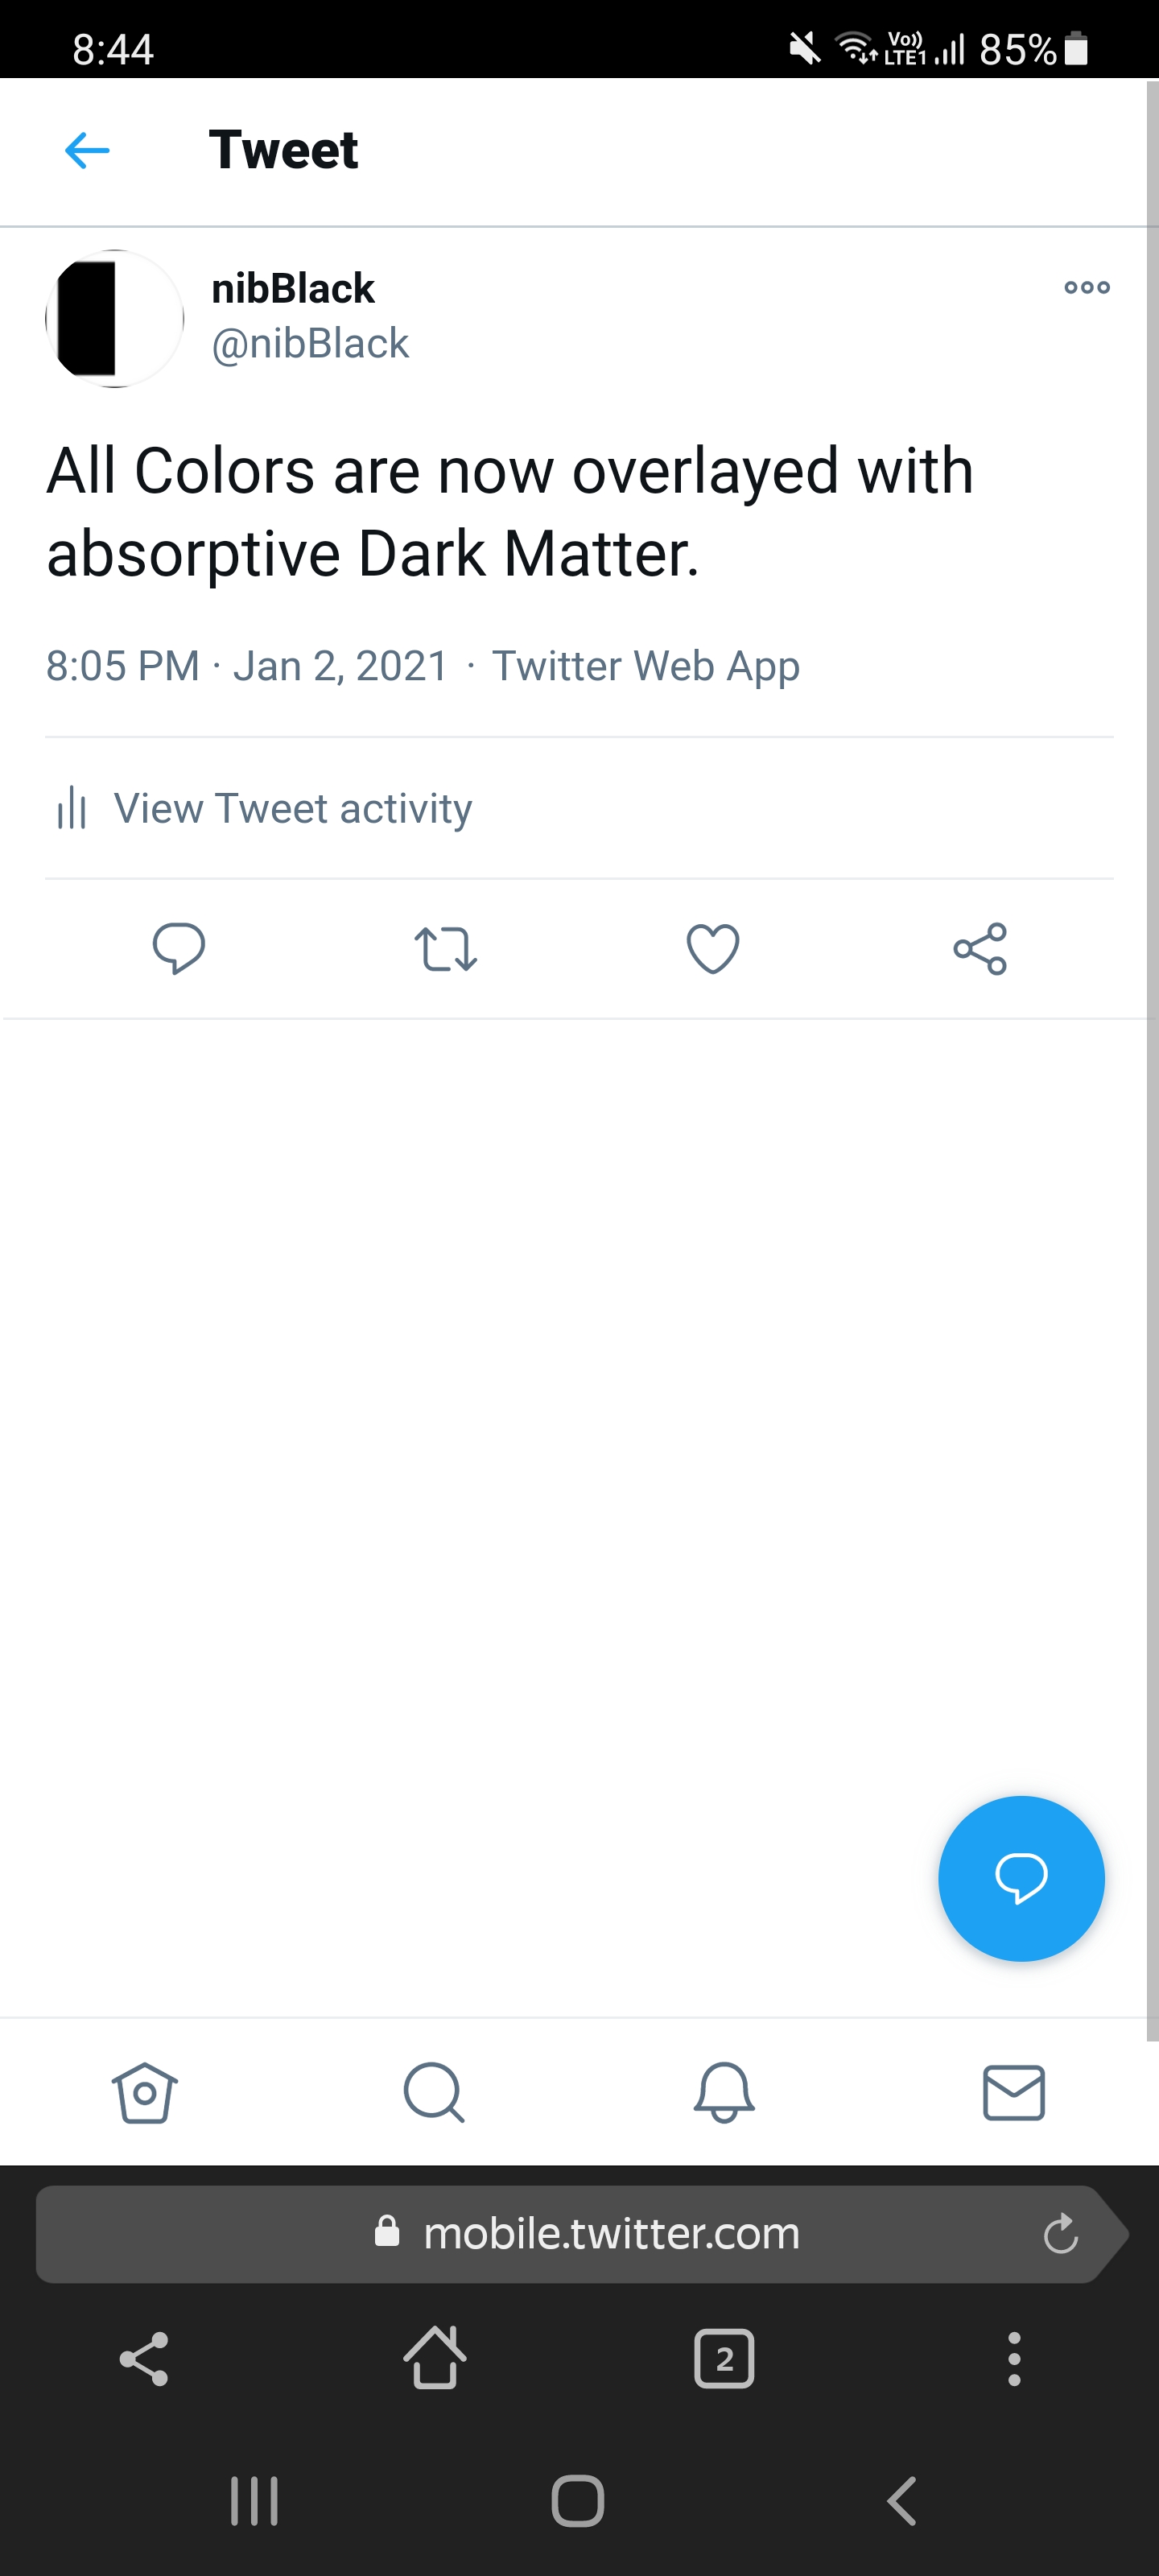 8:44
Vo))
LTE1
85%
Tweet
nibBlack
@nibBlack
All Colors are now overlayed with
absorptive Dark Matter.
8:05 PM · Jan 2, 2021 · Twitter Web App
View Tweet activity
mobile.twitter.com
2